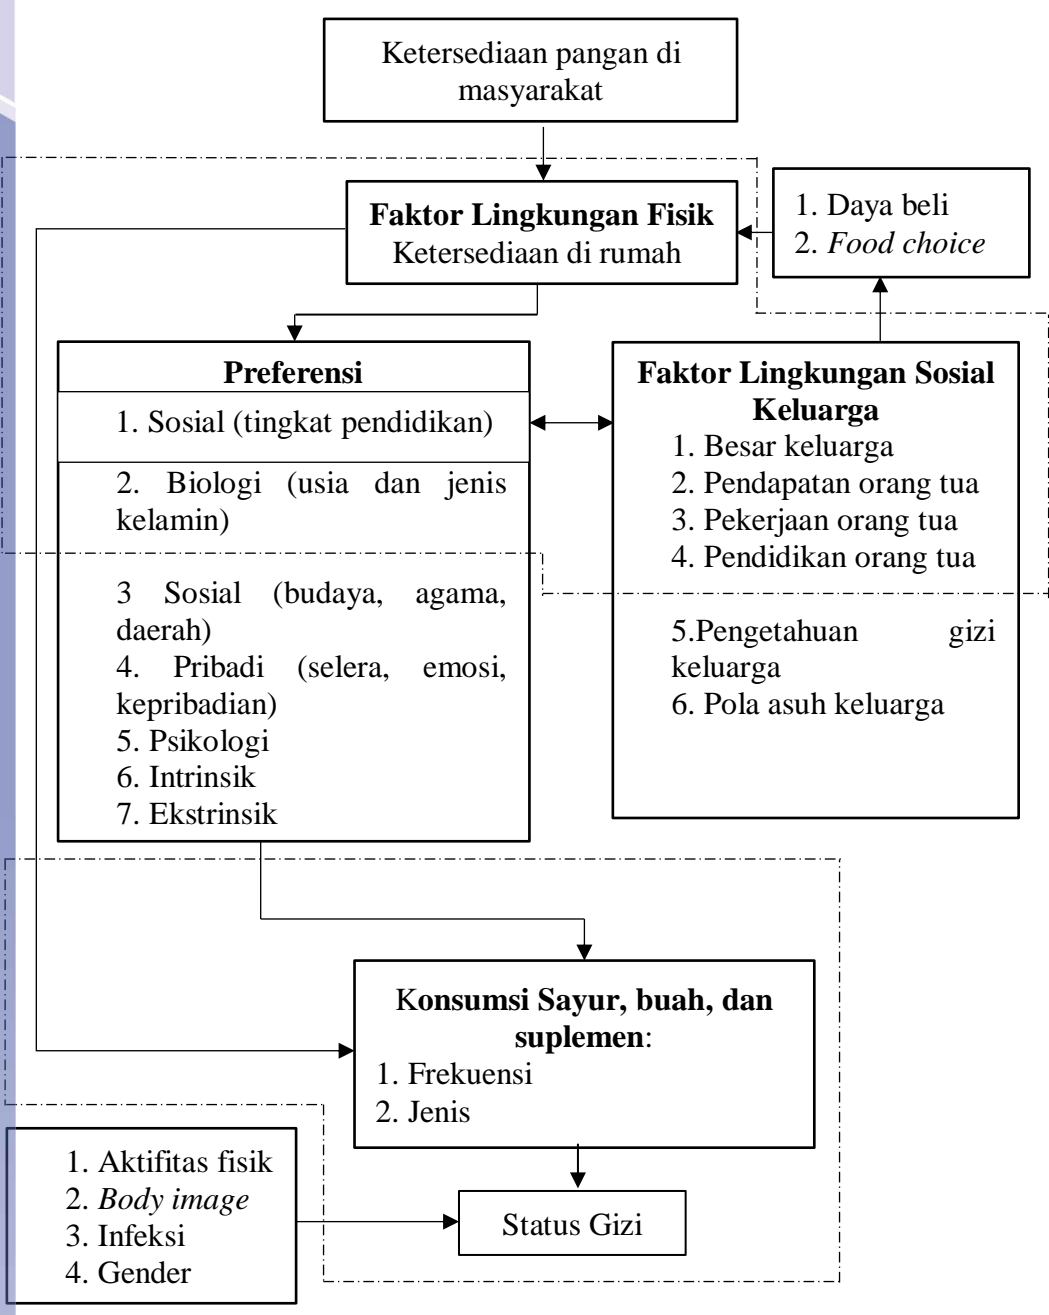 Ketersediaan pangan di
masyarakat
Faktor Lingkungan Fisik
Ketersediaan di rumah
1. Daya beli
2. Food choice
Preferensi
1. Sosial (tingkat pendidikan)
2. Biologi (usia dan jenis
kelamin)
3 Sosial (budaya, agama,
daerah)
4. Pribadi (selera, emosi,
kepribadian)
5. Psikologi
6. Intrinsik
7. Ekstrinsik
Faktor Lingkungan Sosial
Keluarga
1. Besar keluarga
2. Pendapatan orang tua
3. Pekerjaan orang tua
4. Pendidikan orang tua
5.Pengetahuan gizi
keluarga
6. Pola asuh keluarga
Konsumsi Sayur, buah, dan
suplemen:
1. Frekuensi
2. Jenis
1. Aktifitas fisik
2. Body image
3. Infeksi
4. Gender
Status Gizi